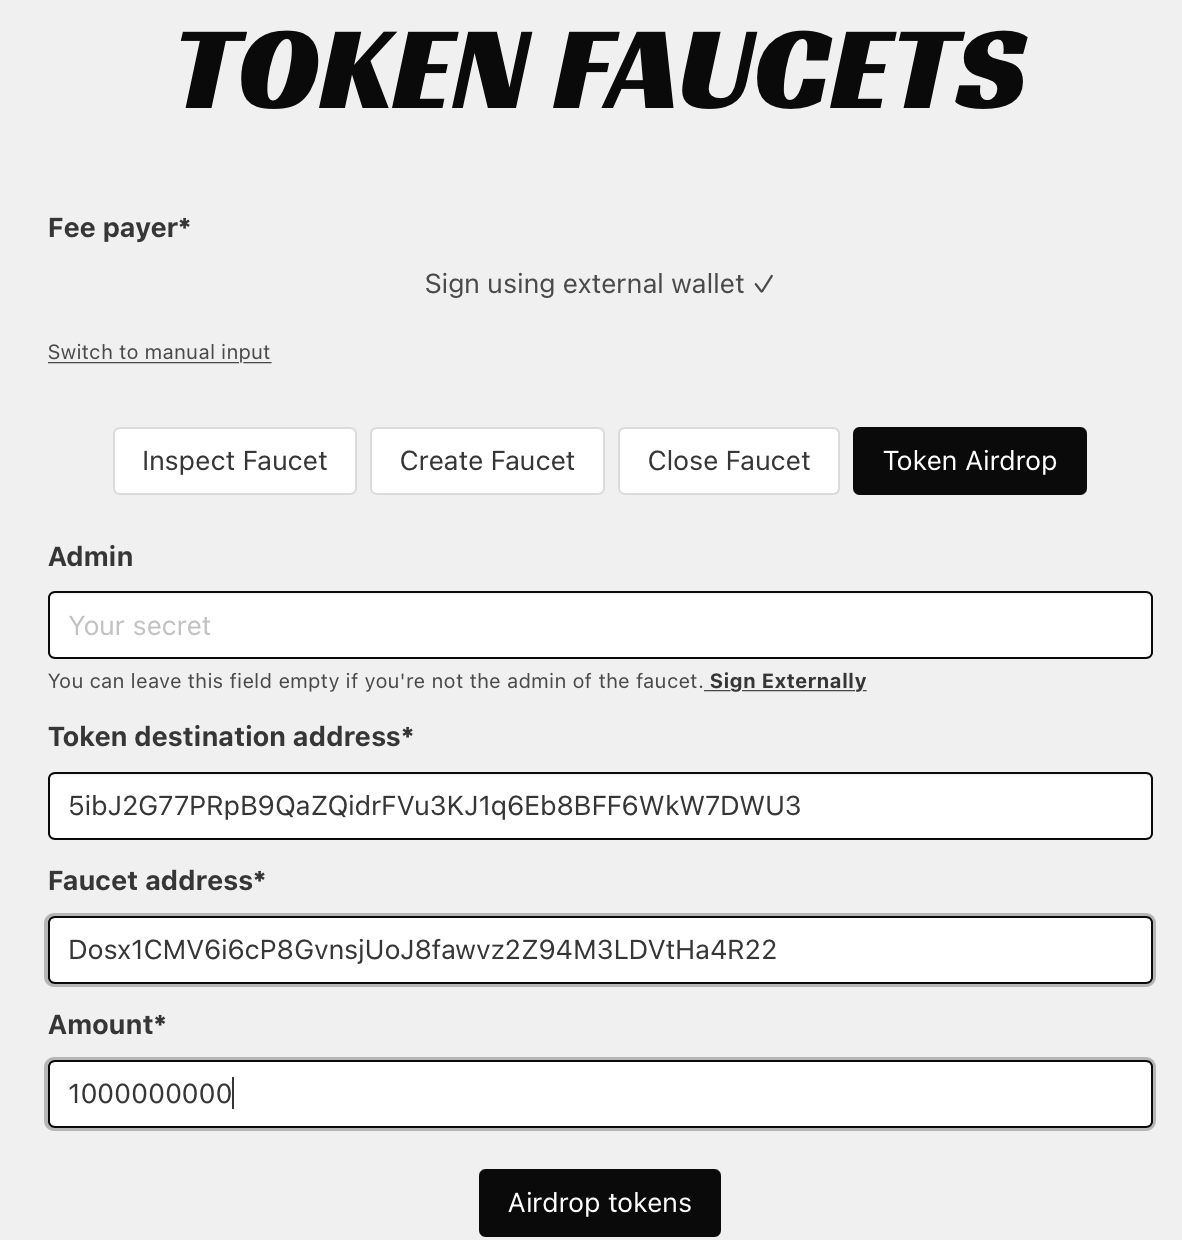 TOKEN FAUCETS
Fee payer*
Sign using external wallet ✓
Switch to manual input
Inspect Faucet Create Faucet Close Faucet Token Airdrop
Admin
Your secret
You can leave this field empty if you're not the admin of the faucet. Sign Externally
Token destination address*
5ibJ2G77PRpB9QaZQidrFVu3KJ1q6Eb8BFF6WkW7DWU3
Faucet address*
Dosx1CMV6i6cP8GvnsjUoJ8fawvz2Z94M3LDVtHa4R22
Amount*
1000000000
Airdrop tokens